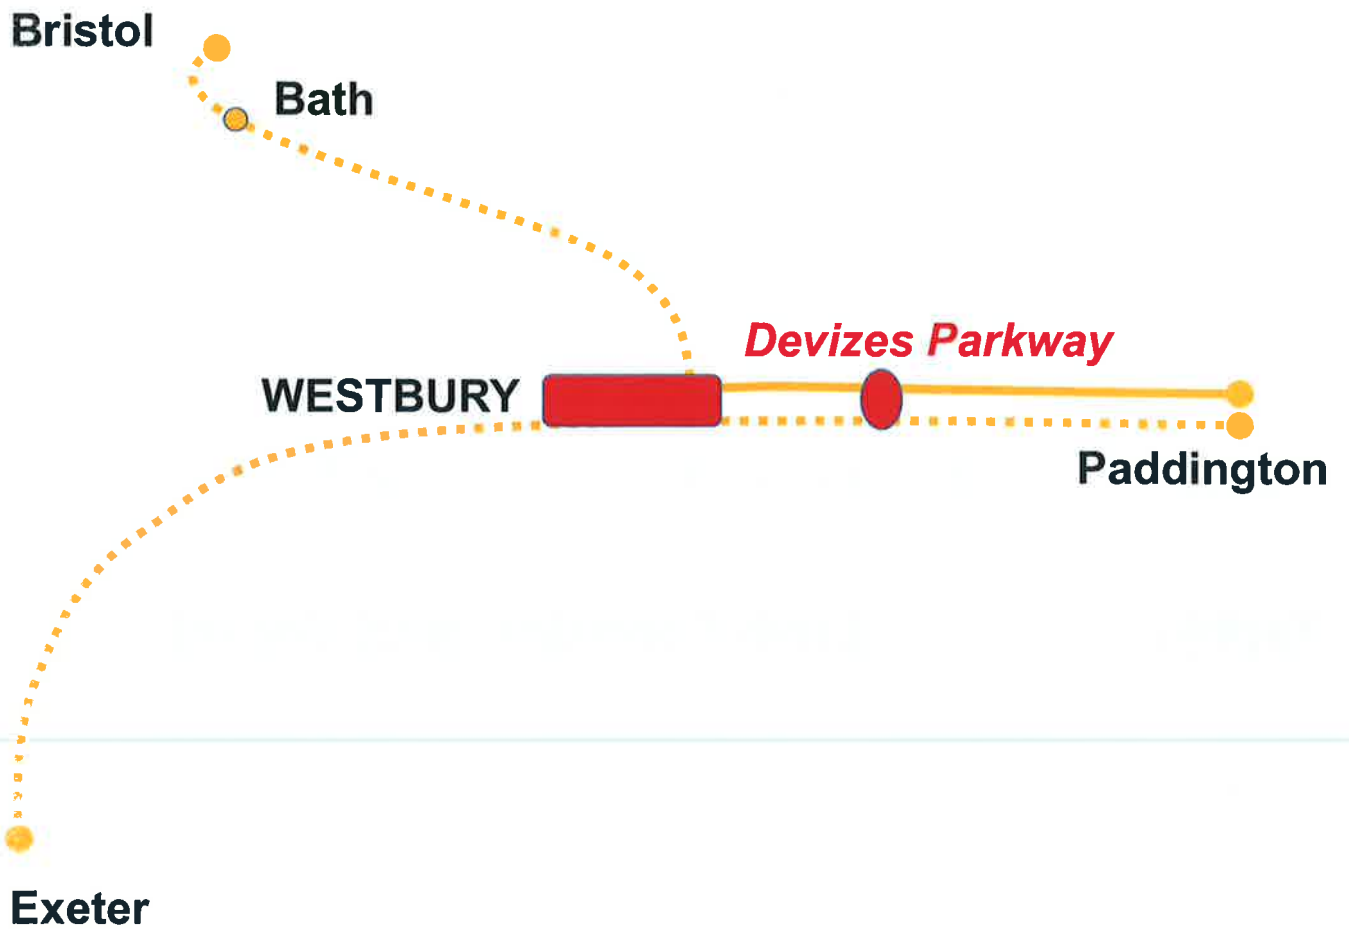 Bristol
Bath
Devizes Parkway
WESTBURY
Paddington
Exeter